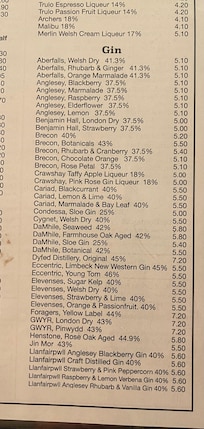 Trulo Espresso Liqueur 14% 4.20
Trulo Passion Fruit Liqueur 14% 4.20
Archers 18% 4.20
Malibu 18% 4.20
Merlin Welsh Cream Liqueur 17% 5.10
Gin
Aberfalls, Welsh Dry 41.3% 5.10
Aberfalls, Rhubarb & Ginger 41.3% 5.10
Aberfalls, Orange Marmalade 41.3% 5.10
Anglesey, Blackberry 37.5% 5.10
Anglesey, Marmalade 37.5% 5.10
Anglesey, Raspberry 37.5% 5.10
Anglesey, Elderflower 37.5% 5.10
Anglesey, Lemon 37.5% 5.10
Benjamin Hall, London Dry 37.5% 5.00
Benjamin Hall, Strawberry 37.5% 5.00
Brecon 40% 5.20
Brecon, Botanicals 43% 5.50
Brecon, Rhubarb & Cranberry 37.5% 5.40
Brecon, Chocolate Orange 37.5% 5.10
Brecon, Rose Petal 37.5% 5.10
Crawshay Taffy Apple Liqueur 18% 5.00
Crawshay, Pink Rose Gin Liqueur 18% 5.00
Cariad, Blackcurrant 40% 5.50
Cariad, Lemon & Lime 40% 5.50
Cariad, Marmalade & Bay Leaf 40% 5.50
Condessa, Sloe Gin 25% 5.00
Cygnet, Welsh Dry 40%
DaMhile, Seaweed 42% 5.80
DaMhile, Farmhouse Oak Aged 42% 5.80
DaMhile, Sloe Gin 25% 5.40
DaMhile, Botanical 42% 5.50
Dyfed Distillery, Original 45% 7.20
Eccentric, Limbeck New Western Gin 45% 5.50
Eccentric, Young Tom 46% 5.50
Elevenses, Sugar Kelp 40% 5.50
Elevenses, Welsh Dry 40% 5.50
Elevenses, Strawberry & Lime 40% 5.50
Elevenses, Orange & Passionfruit 40% 5.50
Foragers, Yellow Label 44% 7.20
GWYR, London Dry 43% 7.20
GWYR, Pinwydd 43%
Henstone, Rose Oak Aged 44.9% 5.80
Jin Mor 43% 5.50
Llanfairpwll Anglesey Blackberry Gin 40% 5.60
Llanfairpwll Craft Distilled Gin 40% 5.60
Llanfairpwll Strawberry & Pink Peppercorn 40% 5.60
Llanfairpwll Raspberry & Lemon Verbena Gin 40% 5.60
Llanfairpwll Anglesey Rhubarb & Vanilla Gin 40% 5.60